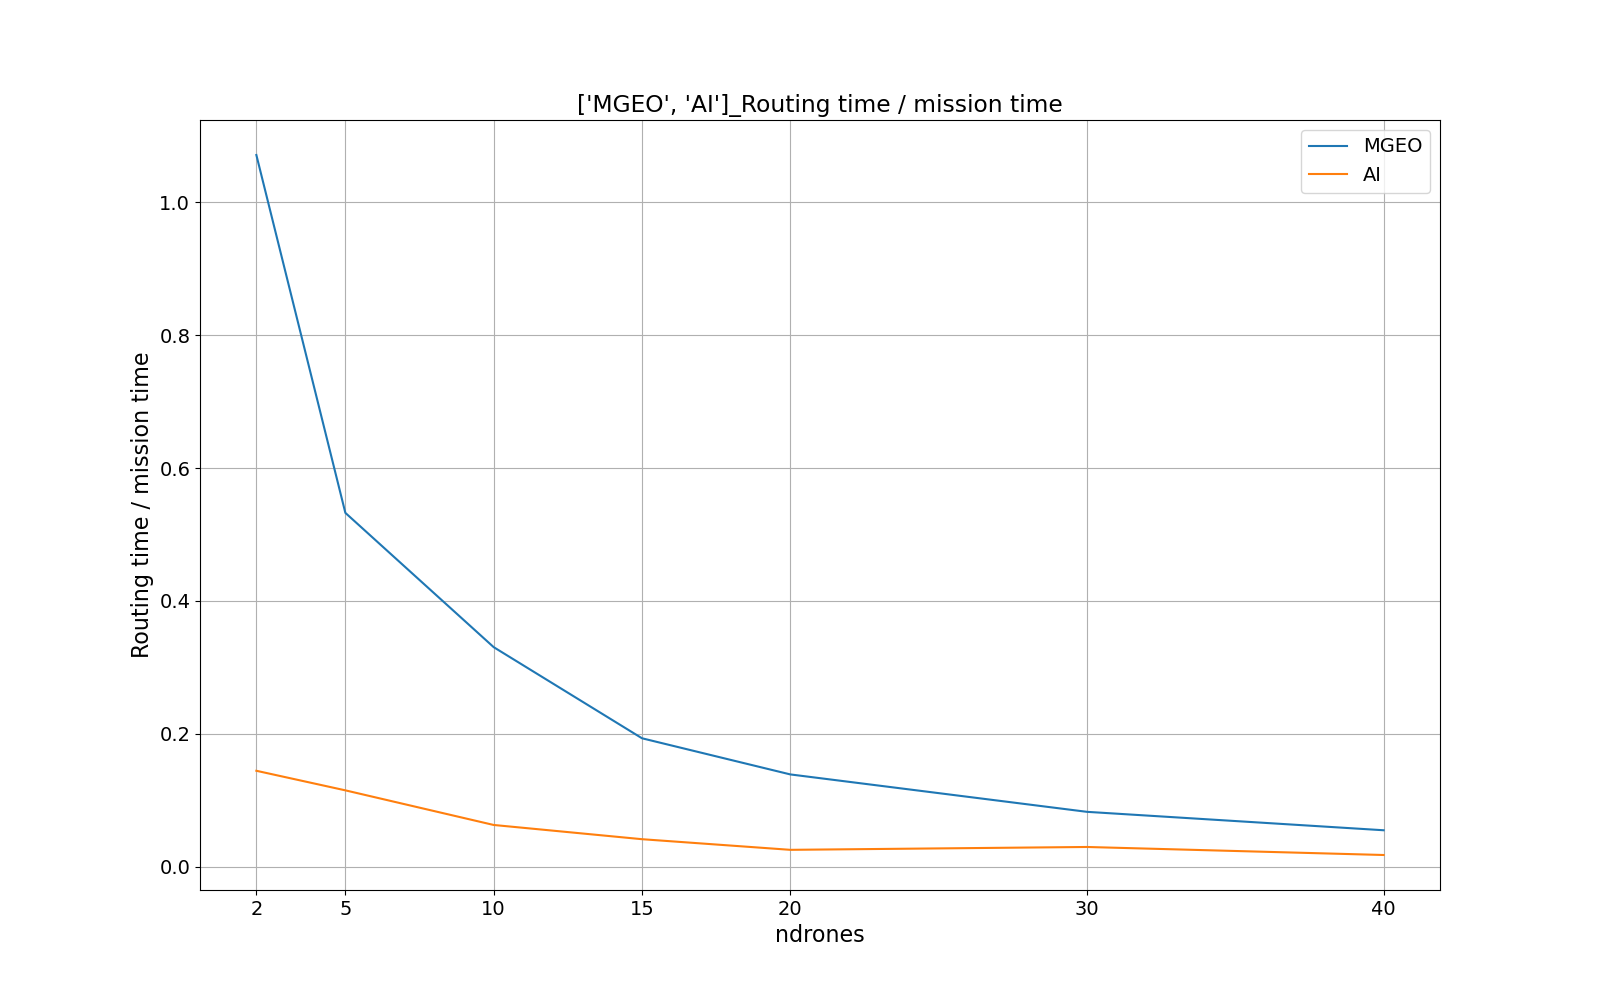 ['MGEO', 'AI']_Routing time / mission time
MGEO
AI
Routing time / mission time
1.0
0.8
0.6
0.4
0.2
0.0
2 5 10 15 20 30 40
ndrones